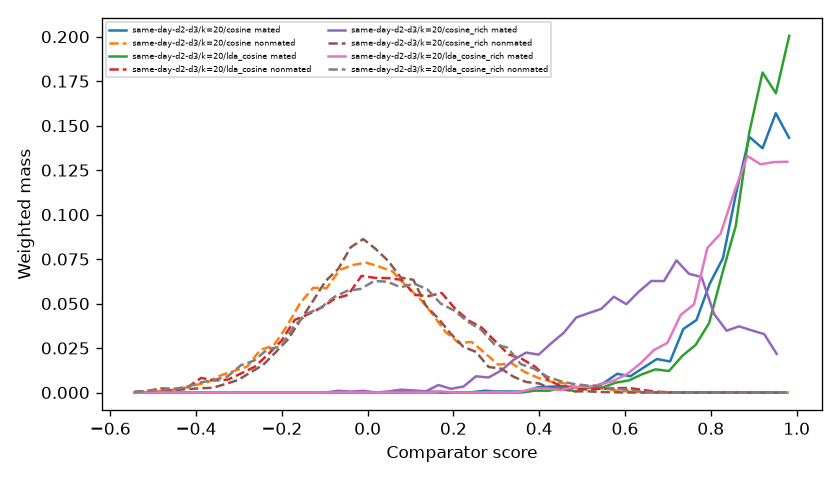 same-day-d2-d3/k=20/cosine mated
same-day-d2-d3/k=20/cosine nonmated
same-day-d2-d3/k=20/lda_cosine mated
same-day-d2-d3/k=20/lda_cosine nonmated
same-day-d2-d3/k=20/cosine_rich mated
same-day-d2-d3/k=20/cosine_rich nonmated
same-day-d2-d3/k=20/lda_cosine_rich mated
same-day-d2-d3/k=20/lda_cosine_rich nonmated
Weighted mass
0.200
0.175
0.150
0.125
0.100
0.075
0.050
0.025
0.000
−0.6 −0.4 −0.2 0.0 0.2 0.4 0.6 0.8 1.0
Comparator score